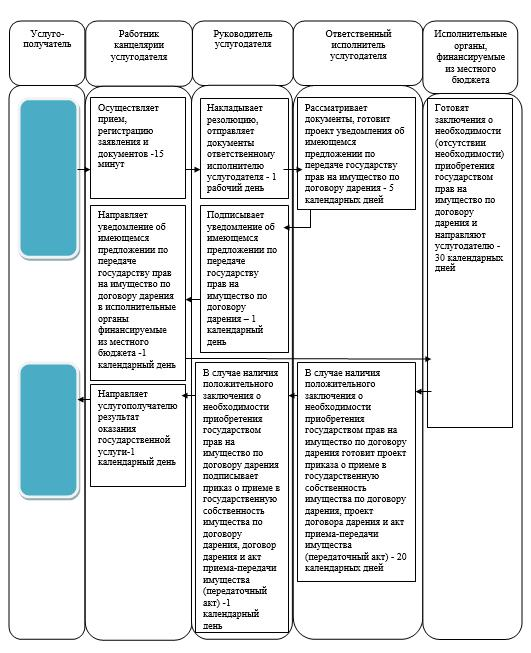 Услуго-
получатель
Работник
канцелярии
услугодателя
Руководитель
услугодателя
Ответственный
исполнитель
услугодателя
Исполнительные
органы,
финансируемые
из местного
бюджета
Осуществляет
прием,
регистрацию
заявления и
документов -15
минут
Накладывает
резолюцию,
отправляет
документы
ответственному
исполнителю
услугодателя - 1
рабочий день
Рассматривает
документы, готовит
проект уведомления об
имеющемся
предложении по
передаче государству
прав на имущество по
договору дарения - 5
календарных дней
Готовят
заключения о
необходимости
(отсутствии
необходимости)
приобретения
государством
прав на
имущество по
договору
дарения и
направляют
услугодателю -
30 календарных
дней
Направляет
уведомление об
имеющемся
предложении по
передаче
государству прав
на имущество по
договору дарения
в исполнительные
органы
финансируемые
из местного
бюджета -1
календарный день
Подписывает
уведомление об
имеющемся
предложении по
передаче
государству
прав на
имущество по
договору
дарения – 1
календарный
день
Направляет
услугополучателю
результат
оказания
государственной
услуги-1
календарный день
В случае наличия
положительного
заключения о
необходимости
приобретения
государством
прав на
имущество по
договору дарения
подписывает
приказ о приеме в
государственную
собственность
имущества по
договору
дарения, договор
дарения и акт
приема-передачи
имущества
(передаточный
акт) -1
календарный
день
В случае наличия
положительного
заключения о
необходимости
приобретения
государством прав на
имущество по договору
дарения готовит проект
приказа о приеме в
государственную
собственность
имущества по договору
дарения, проект
договора дарения и акт
приема-передачи
имущества
(передаточный акт) - 20
календарных дней